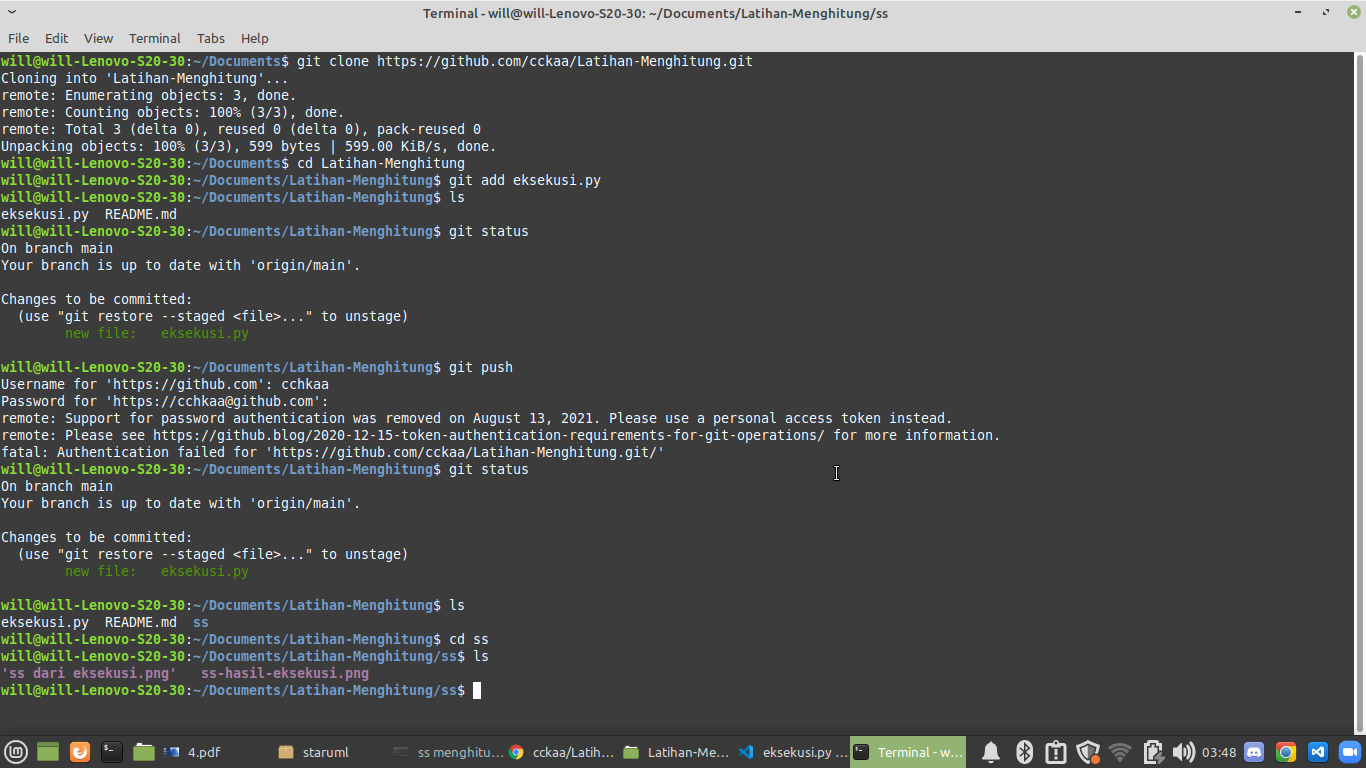 Terminal - will@will-Lenovo-S20-30: ~/Documents/Latihan-Menghitung/ss
File Edit View Terminal Tabs Help
will@will-Lenovo-S20-30:~/Documents$ git clone https://github.com/cckaa/Latihan-Menghitung.git
Cloning into 'Latihan-Menghitung'...
remote: Enumerating objects: 3, done.
remote: Counting objects: 100% (3/3), done.
remote: Total 3 (delta 0), reused 0 (delta 0), pack-reused 0
Unpacking objects: 100% (3/3), 599 bytes | 599.00 KiB/s, done.
will@will-Lenovo-S20-30:~/Documents$ cd Latihan-Menghitung
will@will-Lenovo-S20-30:~/Documents/Latihan-Menghitung$ git add eksekusi.py
will@will-Lenovo-S20-30:~/Documents/Latihan-Menghitung$ ls
eksekusi.py  README.md
will@will-Lenovo-S20-30:~/Documents/Latihan-Menghitung$ git status
On branch main
Your branch is up to date with 'origin/main'.
Changes to be committed:
  (use "git restore --staged <file>..." to unstage)
        new file:   eksekusi.py
will@will-Lenovo-S20-30:~/Documents/Latihan-Menghitung$ git push
Username for 'https://github.com': cchkaa
Password for 'https://cchkaa@github.com':
remote: Support for password authentication was removed on August 13, 2021. Please use a personal access token instead.
remote: Please see https://github.blog/2020-12-15-token-authentication-requirements-for-git-operations/ for more information.
fatal: Authentication failed for 'https://github.com/cckaa/Latihan-Menghitung.git/'
will@will-Lenovo-S20-30:~/Documents/Latihan-Menghitung$ git status
On branch main
Your branch is up to date with 'origin/main'.
Changes to be committed:
  (use "git restore --staged <file>..." to unstage)
        new file:   eksekusi.py
will@will-Lenovo-S20-30:~/Documents/Latihan-Menghitung$ ls
eksekusi.py  README.md  ss
will@will-Lenovo-S20-30:~/Documents/Latihan-Menghitung$ cd ss
will@will-Lenovo-S20-30:~/Documents/Latihan-Menghitung/ss$ ls
'ss dari eksekusi.png'   ss-hasil-eksekusi.png
will@will-Lenovo-S20-30:~/Documents/Latihan-Menghitung/ss$
4.pdf staruml ss menghitu... cckaa/Latih... Latihan-Me... eksekusi.py ... Terminal - w... 03:48